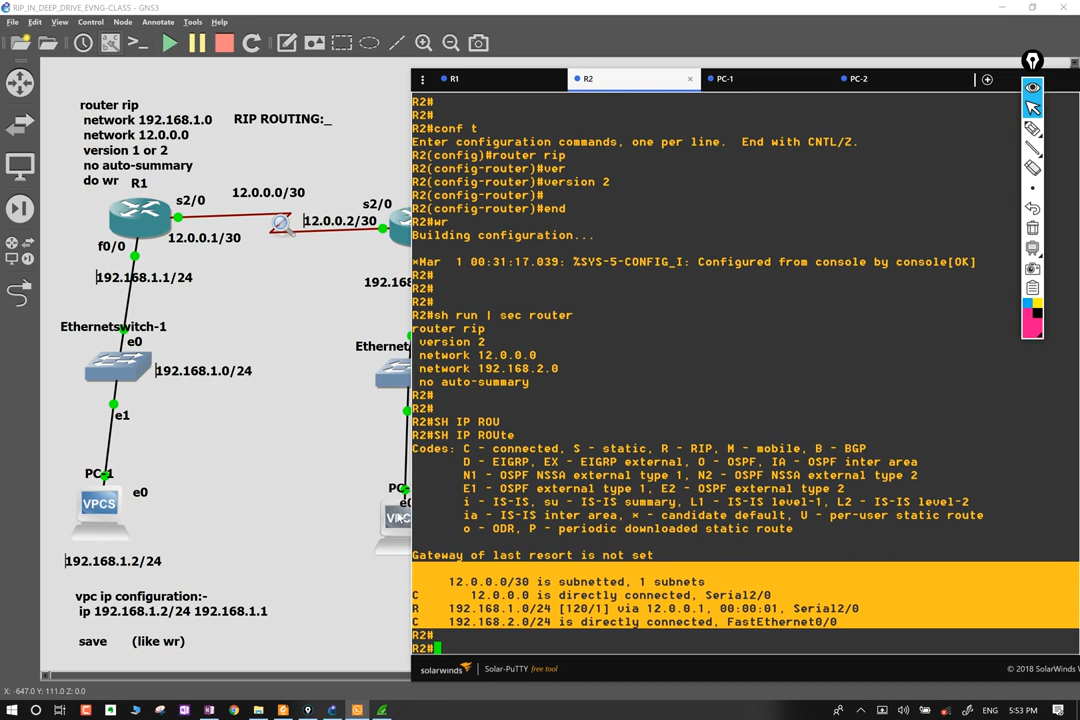 RIP_IN_DEEP_DRIVE_EVNG-CLASS - GNS3
File Edit View Control Node Annotate Tools Help
R1
R2
PC-1
PC-2
router rip
network 192.168.1.0
network 12.0.0.0
version 1 or 2
no auto-summary
do wr
RIP ROUTING:_
R1
s2/0
12.0.0.0/30
s2/0
12.0.0.2/30
12.0.0.1/30
f0/0
192.168.1.1/24
192.168
Ethernetswitch-1
e0
Ethernet
192.168.1.0/24
e1
PC-1
e0
VPCS
192.168.1.2/24
PC
e0
vpc ip configuration:-
ip 192.168.1.2/24 192.168.1.1
save (like wr)
R2#
R2#
R2#conf t
Enter configuration commands, one per line. End with CNTL/Z.
R2(config)#router rip
R2(config-router)#ver
R2(config-router)#version 2
R2(config-router)#
R2(config-router)#end
R2#wr
Building configuration...
*Mar 1 00:31:17.039: %SYS-5-CONFIG_I: Configured from console by console[OK]
R2#
R2#
R2#
R2#sh run | sec router
router rip
version 2
network 12.0.0.0
network 192.168.2.0
no auto-summary
R2#
R2#
R2#SH IP ROU
R2#SH IP ROUte
Codes: C - connected, S - static, R - RIP, M - mobile, B - BGP
D - EIGRP, EX - EIGRP external, O - OSPF, IA - OSPF inter area
N1 - OSPF NSSA external type 1, N2 - OSPF NSSA external type 2
E1 - OSPF external type 1, E2 - OSPF external type 2
i - IS-IS, su - IS-IS summary, L1 - IS-IS level-1, L2 - IS-IS level-2
ia - IS-IS inter area, * - candidate default, U - per-user static route
o - ODR, P - periodic downloaded static route
Gateway of last resort is not set
12.0.0.0/30 is subnetted, 1 subnets
C 12.0.0.0 is directly connected, Serial2/0
R 192.168.1.0/24 [120/1] via 12.0.0.1, 00:00:01, Serial2/0
C 192.168.2.0/24 is directly connected, FastEthernet0/0
R2#
R2#
solarwinds Solar-PuTTY free tool
© 2018 SolarWinds
X: -647.0 Y: 111.0 Z: 0.0
ENG
5:53 PM